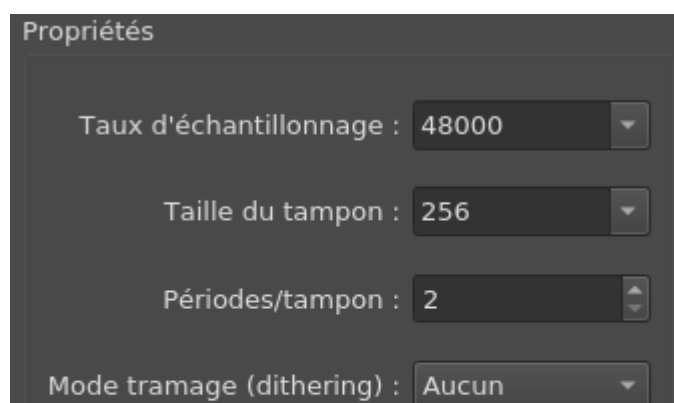 Propriétés
Taux d'échantillonnage : 48000
Taille du tampon : 256
Périodes/tampon : 2
Mode tramage (dithering) : Aucun